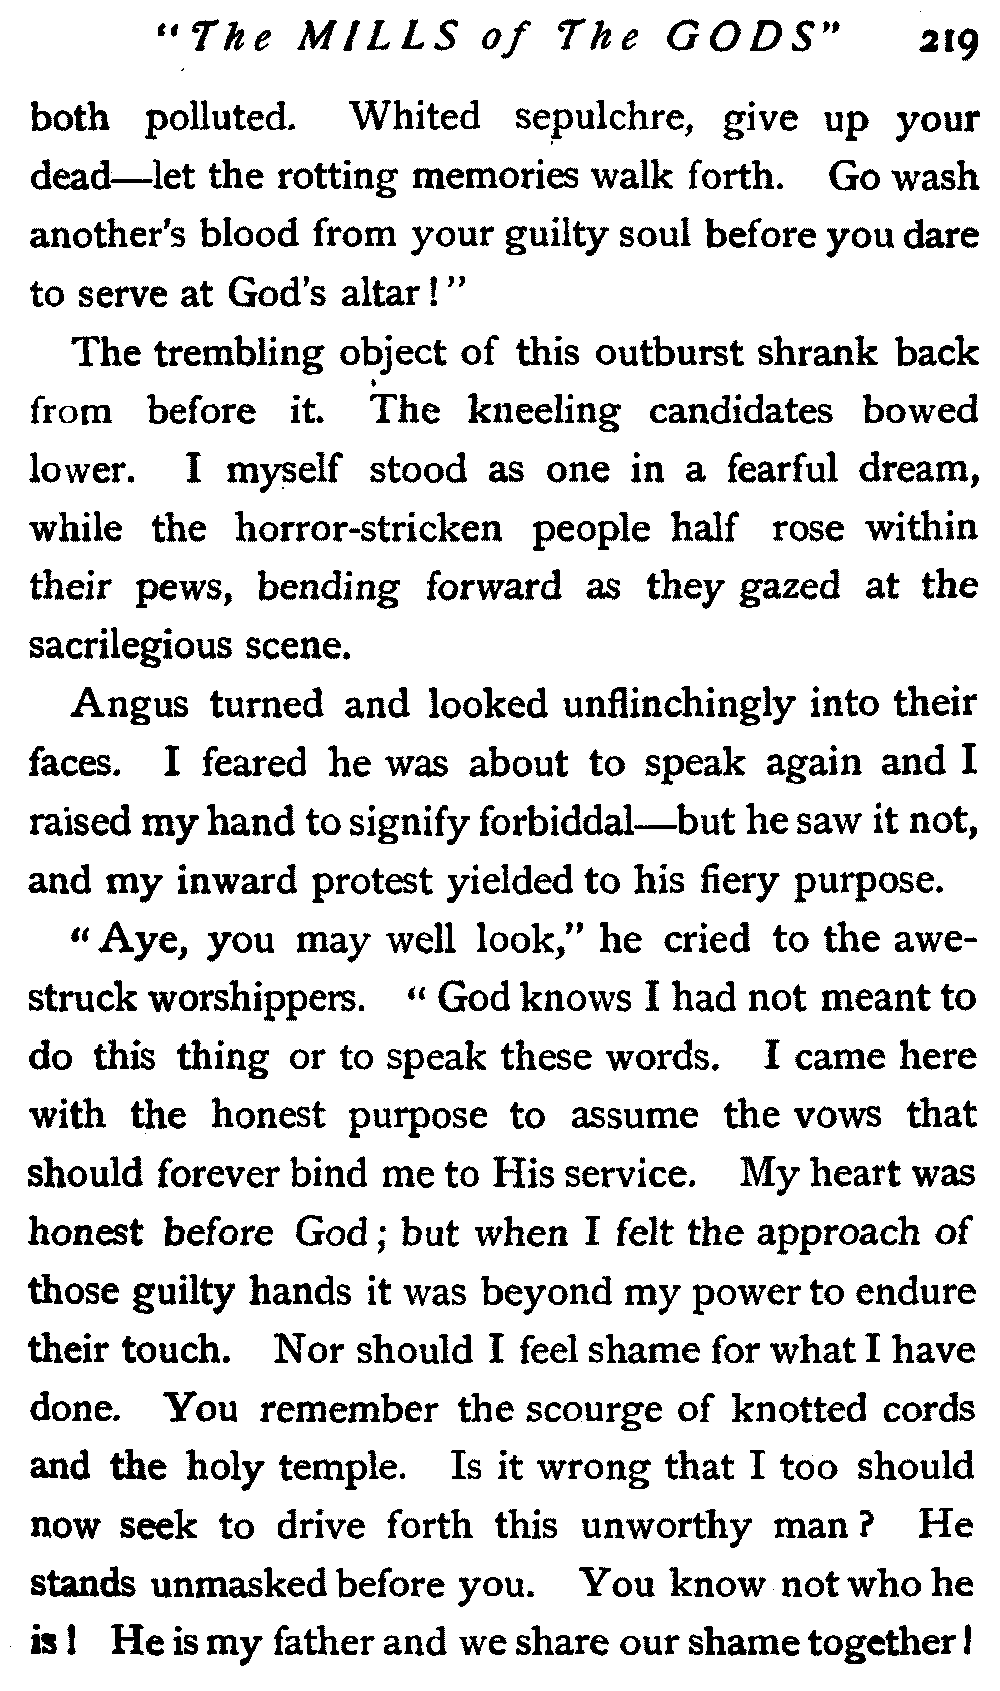 "The MILLS of The GODS" 219
both polluted. Whited sepulchre, give up your
dead—let the rotting memories walk forth. Go wash
another's blood from your guilty soul before you dare
to serve at God's altar!"
The trembling object of this outburst shrank back
from before it. The kneeling candidates bowed
lower. I myself stood as one in a fearful dream,
while the horror-stricken people half rose within
their pews, bending forward as they gazed at the
sacrilegious scene.
Angus turned and looked unflinchingly into their
faces. I feared he was about to speak again and I
raised my hand to signify forbiddal—but he saw it not,
and my inward protest yielded to his fiery purpose.
"Aye, you may well look," he cried to the awe-
struck worshippers. "God knows I had not meant to
do this thing or to speak these words. I came here
with the honest purpose to assume the vows that
should forever bind me to His service. My heart was
honest before God; but when I felt the approach of
those guilty hands it was beyond my power to endure
their touch. Nor should I feel shame for what I have
done. You remember the scourge of knotted cords
and the holy temple. Is it wrong that I too should
now seek to drive forth this unworthy man? He
stands unmasked before you. You know not who he
is! He is my father and we share our shame together!